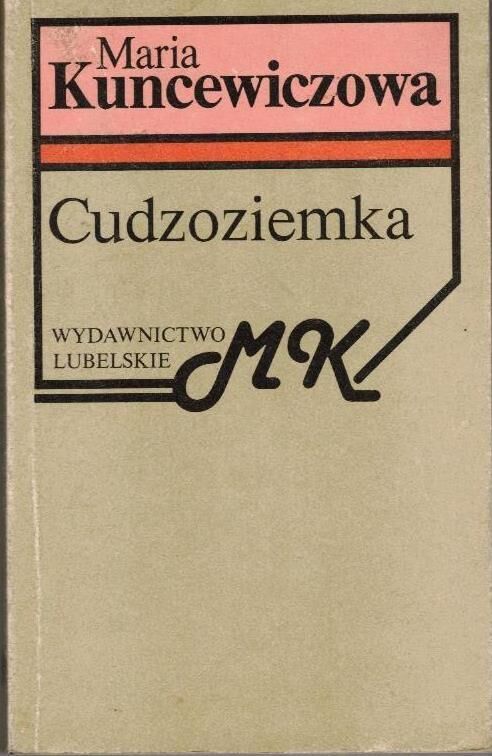 Maria
Kuncewiczowa
Cudzoziemka
WYDAWNICTWO
LUBELSKIE
MK